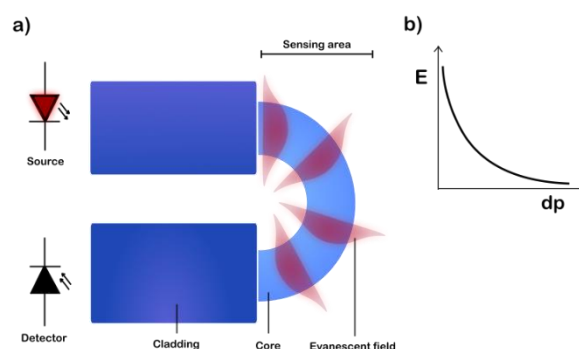 a)
Sensing area
Source
Detector
Cladding
Core
Evanescent field
b)
E
dp